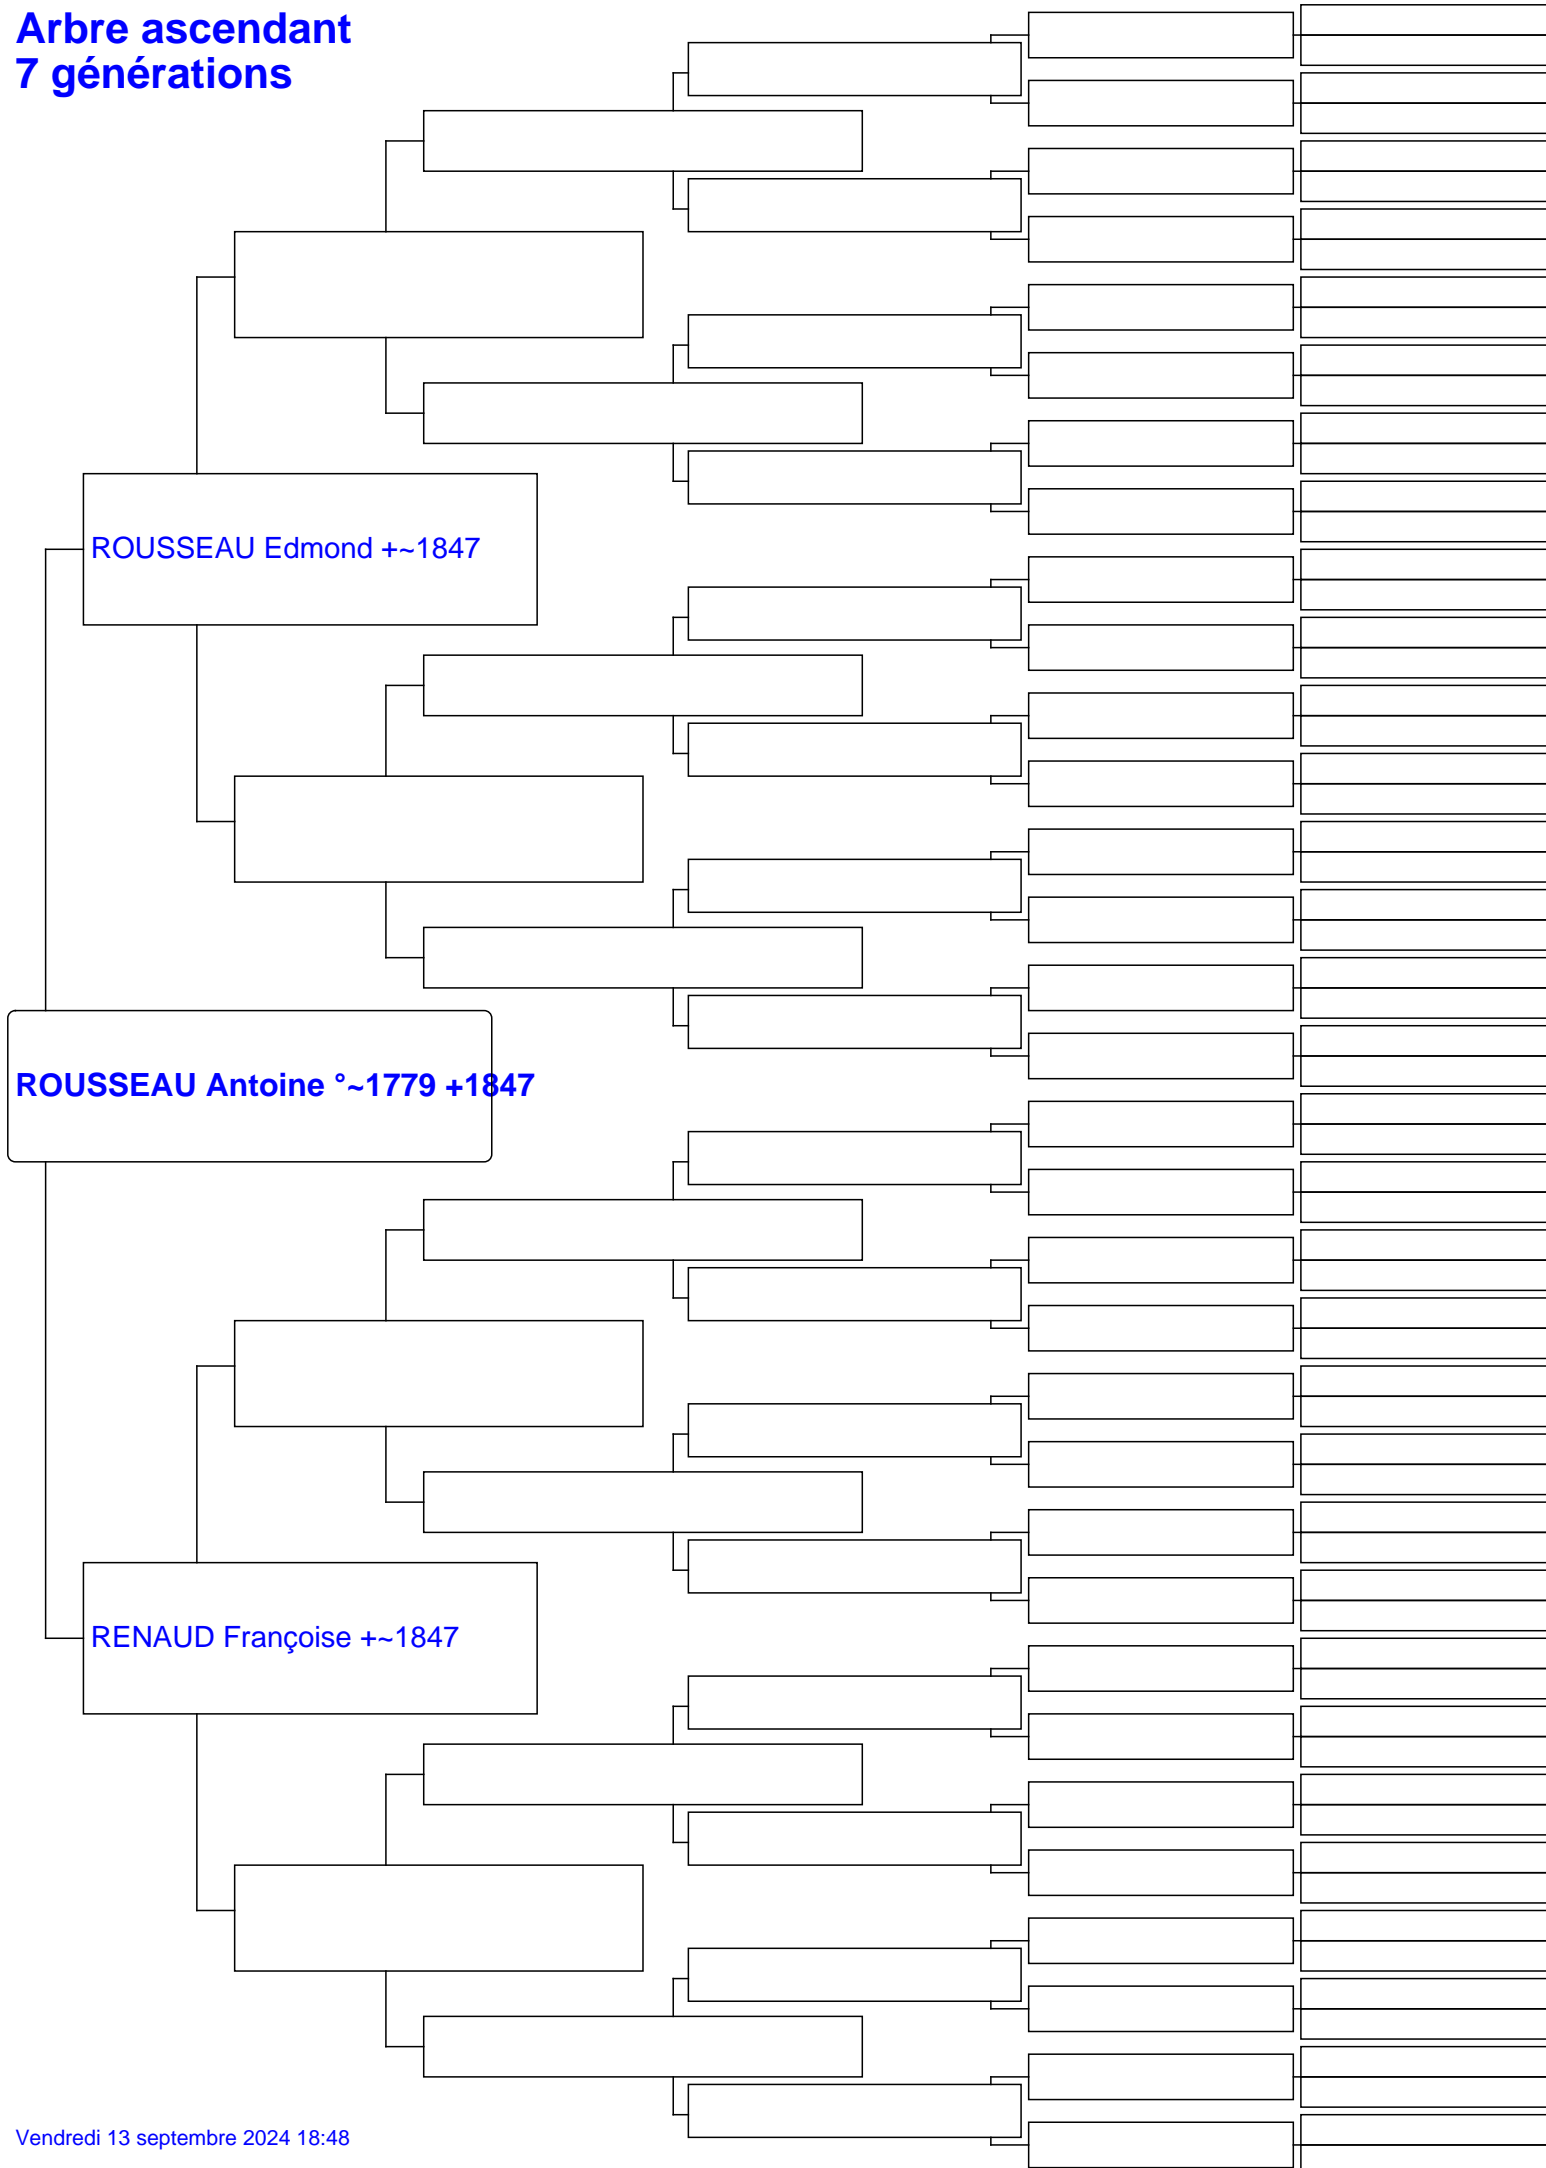 Arbre ascendant
7 générations
ROUSSEAU Edmond +~1847
ROUSSEAU Antoine °~1779 +1847
RENAUD Françoise +~1847
Vendredi 13 septembre 2024 18:48